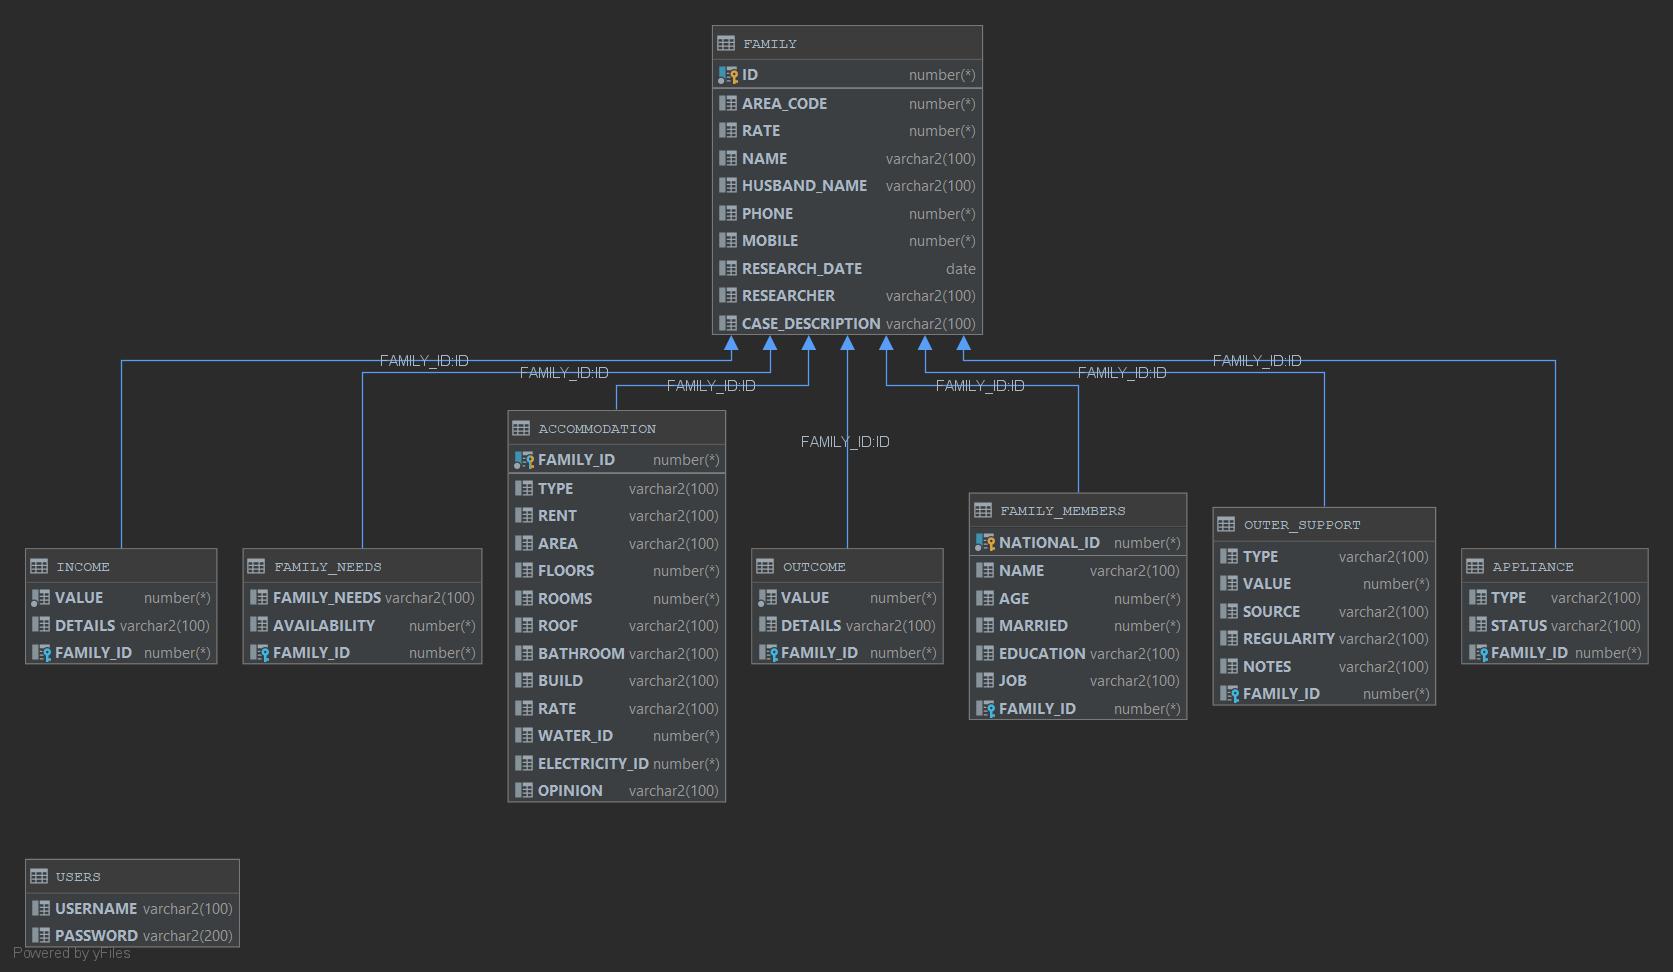 FAMILY
ID number(*)
AREA_CODE number(*)
RATE number(*)
NAME varchar2(100)
HUSBAND_NAME varchar2(100)
PHONE number(*)
MOBILE number(*)
RESEARCH_DATE date
RESEARCHER varchar2(100)
CASE_DESCRIPTION varchar2(100)
FAMILY_ID:ID
FAMILY_ID:ID
FAMILY_ID:ID
FAMILY_ID:ID
FAMILY_ID:ID
FAMILY_ID:ID
FAMILY_ID:ID
INCOME
VALUE number(*)
DETAILS varchar2(100)
FAMILY_ID number(*)
FAMILY_NEEDS
FAMILY_NEEDS varchar2(100)
AVAILABILITY number(*)
FAMILY_ID number(*)
ACCOMMODATION
FAMILY_ID number(*)
TYPE varchar2(100)
RENT varchar2(100)
AREA varchar2(100)
FLOORS number(*)
ROOMS number(*)
ROOF varchar2(100)
BATHROOM varchar2(100)
BUILD varchar2(100)
RATE varchar2(100)
WATER_ID number(*)
ELECTRICITY_ID number(*)
OPINION varchar2(100)
OUTCOME
VALUE number(*)
DETAILS varchar2(100)
FAMILY_ID number(*)
FAMILY_MEMBERS
NATIONAL_ID number(*)
NAME varchar2(100)
AGE number(*)
MARRIED number(*)
EDUCATION varchar2(100)
JOB varchar2(100)
FAMILY_ID number(*)
OUTER_SUPPORT
TYPE varchar2(100)
VALUE number(*)
SOURCE varchar2(100)
REGULARITY varchar2(100)
NOTES varchar2(100)
FAMILY_ID number(*)
APPLIANCE
TYPE varchar2(100)
STATUS varchar2(100)
FAMILY_ID number(*)
USERS
USERNAME varchar2(100)
PASSWORD varchar2(200)
Powered by yFiles